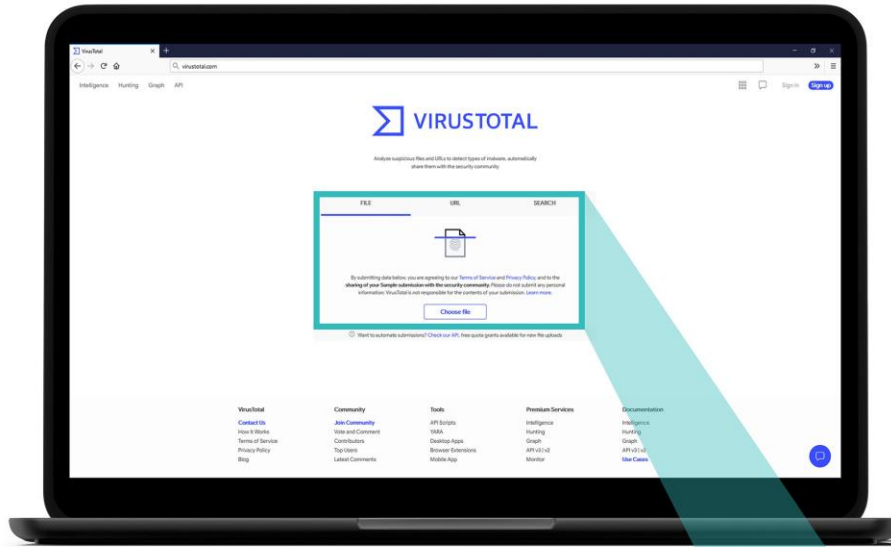 VirusTotal
virustotal.com
Intelligence Hunting Graph API
Sign in Sign up
VIRUSTOTAL
Analyze suspicious files and URLs to detect types of malware, automatically
share them with the security community
FILE URL SEARCH
By submitting data below, you are agreeing to our Terms of Service and Privacy Policy, and to the
sharing of your Sample submission with the security community. Please do not submit any personal
information; VirusTotal is not responsible for the contents of your submission. Learn more.
Choose file
Want to automate submissions? Check our API, free quota grants available for new file uploads
VirusTotal Community Tools Premium Services Documentation
Contact Us Join Community API Scripts Intelligence Intelligence
How It Works Vote and Comment YARA Hunting Hunting
Terms of Service Contributors Desktop Apps Graph Graph
Privacy Policy Top Users Browser Extensions API v3 | v2 API v3 | v2
Blog Latest Comments Mobile App Monitor Use Cases